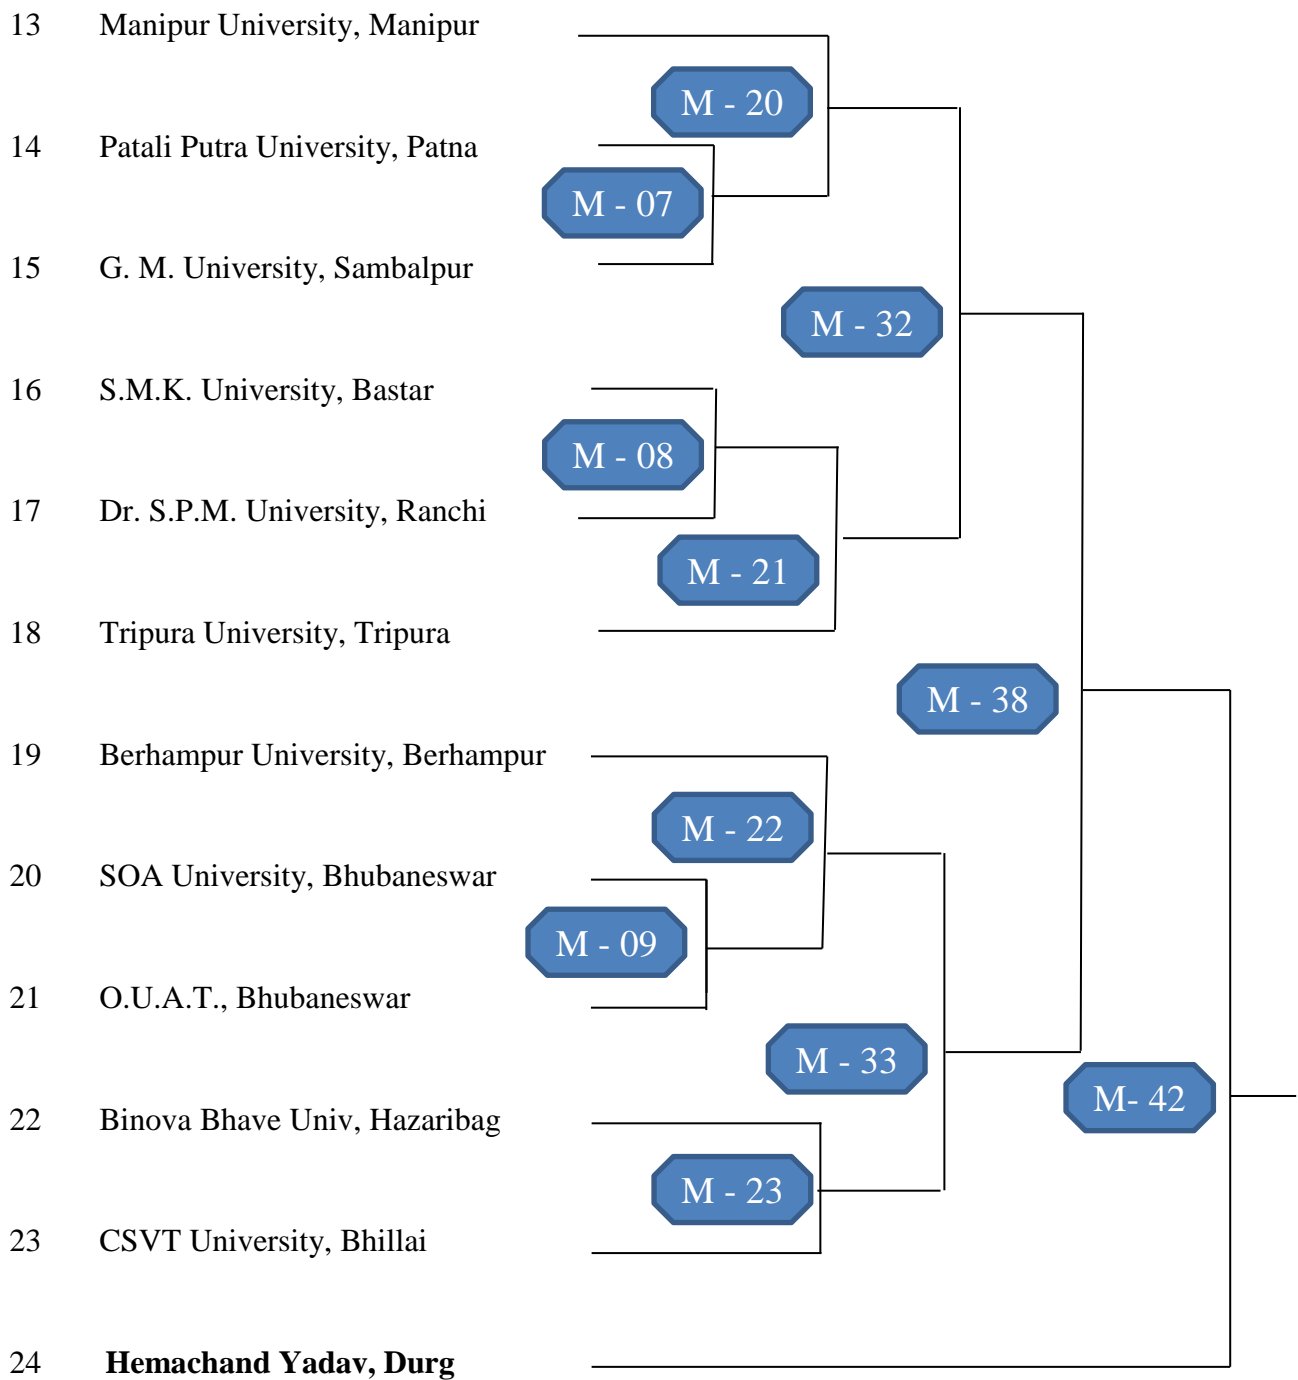 13 Manipur University, Manipur
M - 20
14 Patali Putra University, Patna
M - 07
15 G. M. University, Sambalpur
M - 32
16 S.M.K. University, Bastar
M - 08
17 Dr. S.P.M. University, Ranchi
M - 21
18 Tripura University, Tripura
M - 38
19 Berhampur University, Berhampur
M - 22
20 SOA University, Bhubaneswar
M - 09
21 O.U.A.T., Bhubaneswar
M - 33
M- 42
22 Binova Bhave Univ, Hazaribag
M - 23
23 CSVT University, Bhillai
24 Hemachand Yadav, Durg